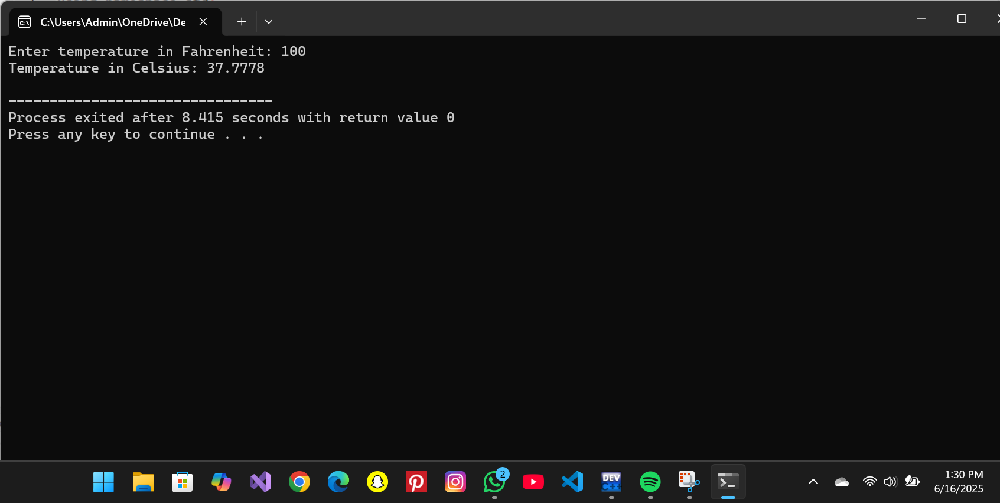 C:\Users\Admin\OneDrive\De
Enter temperature in Fahrenheit: 100
Temperature in Celsius: 37.7778
--------------------------------
Process exited after 8.415 seconds with return value 0
Press any key to continue . . .
2
DEV
C++
1:30 PM
6/16/2025